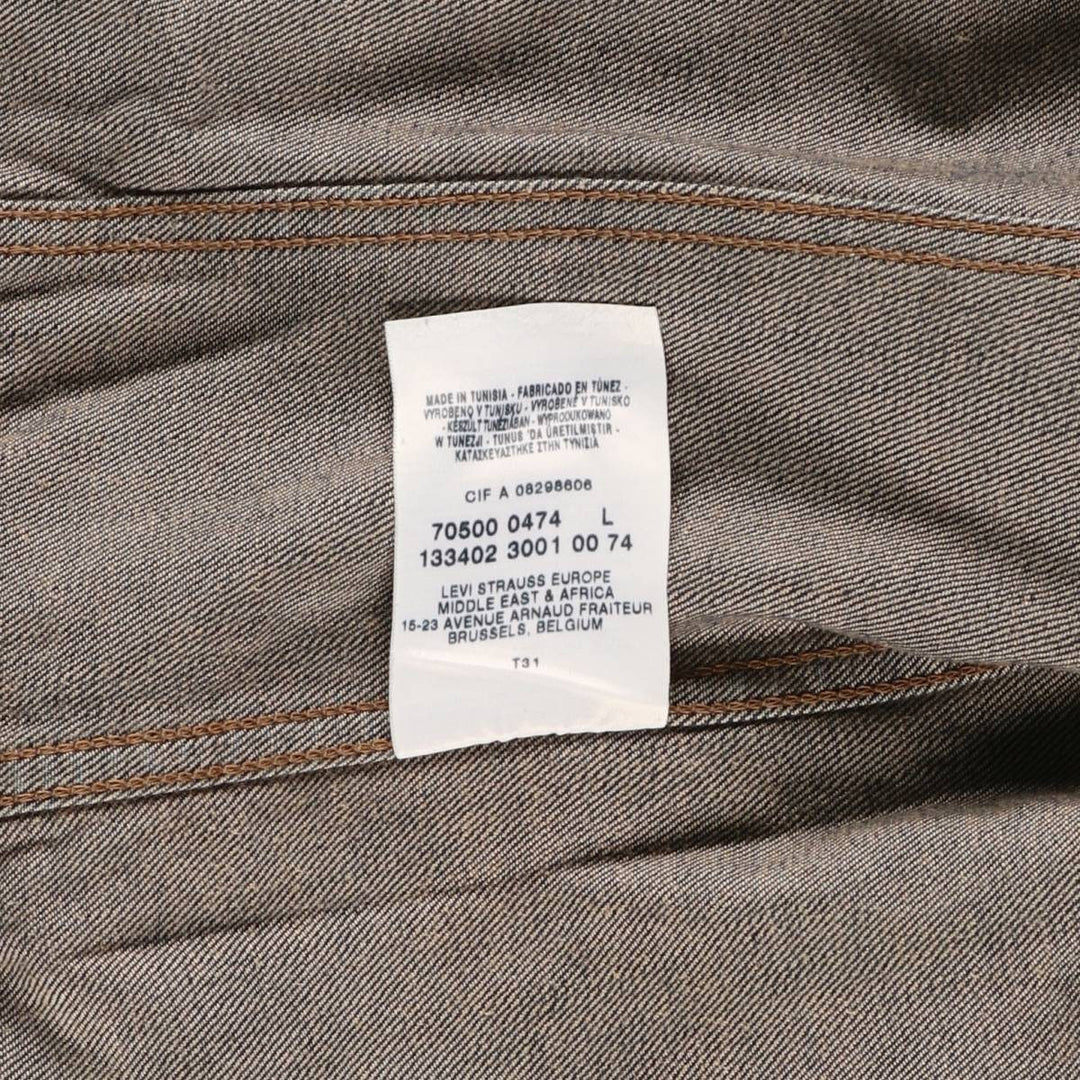 MADE IN TUNISIA - FABRICADO EN TÚNEZ -
VYROBENO V TUNISKU - VYROBENÉ V TUNISKO
- KÉSZÜLT TUNÉZIÁBAN - WYPRODUKOWANO
W TUNEZJI - TUNUS 'DA ÜRETILMISTIR -
ΚΑΤΑΣΚΕΥΑΣΤΗΚΕ ΣΤΗΝ ΤΥΝΙΣΙΑ
CIF A 08298606
70500 0474 L
133402 3001 00 74
LEVI STRAUSS EUROPE
MIDDLE EAST & AFRICA
15-23 AVENUE ARNAUD FRAITEUR
BRUSSELS, BELGIUM
T31